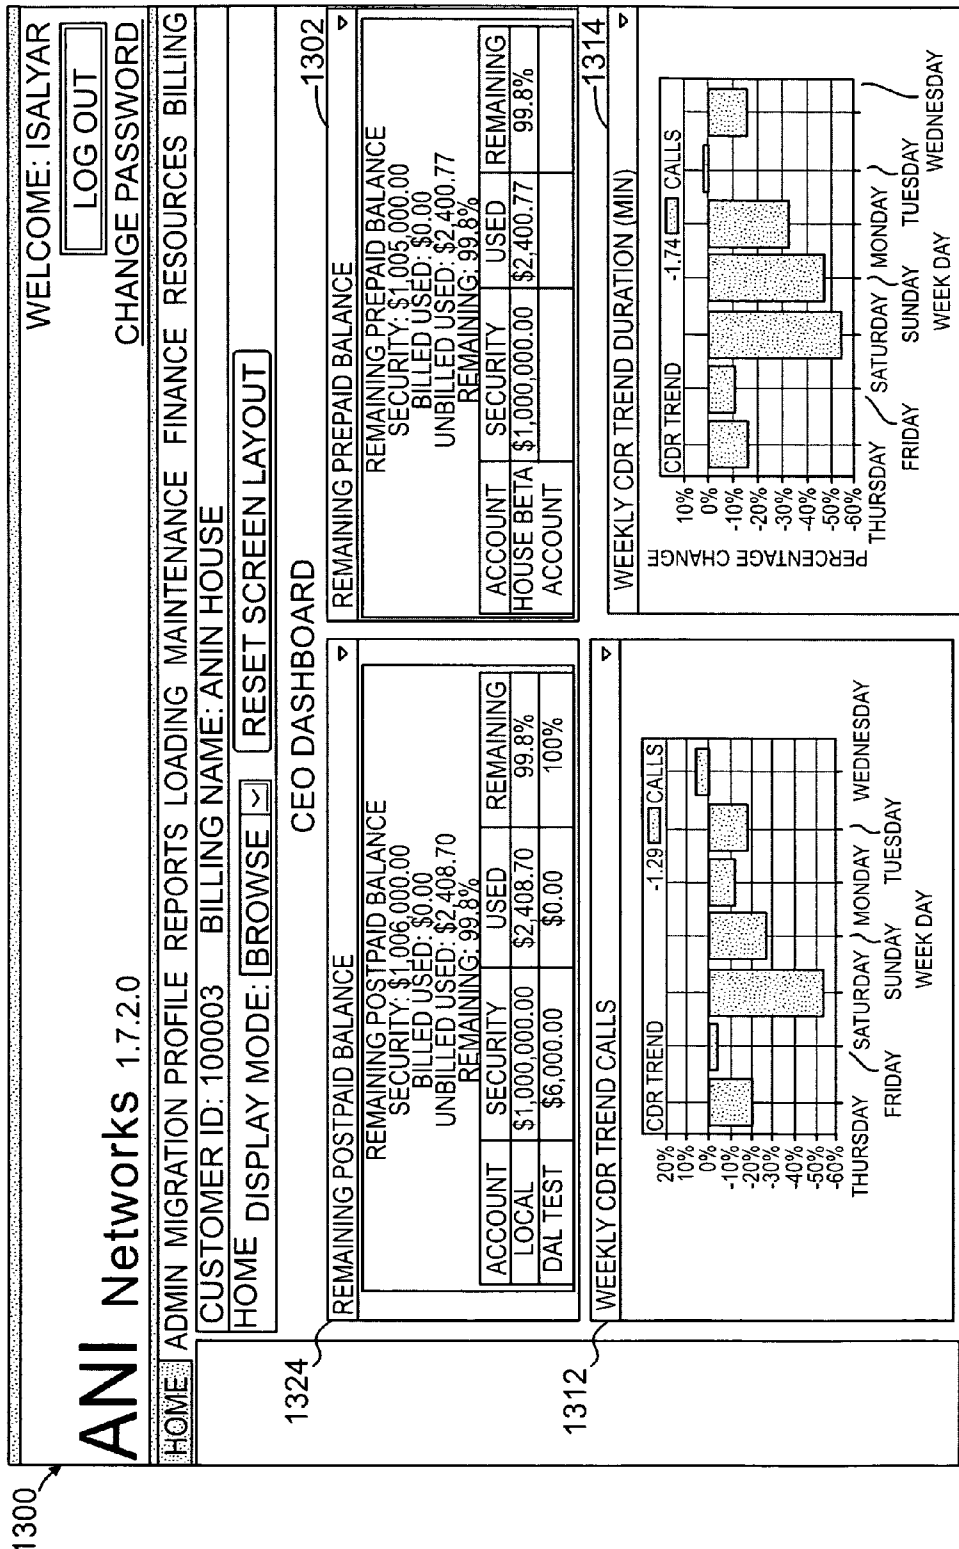 1300
ANI Networks 1.7.2.0
WELCOME: ISALYAR
LOG OUT
CHANGE PASSWORD
HOME ADMIN MIGRATION PROFILE REPORTS LOADING MAINTENANCE FINANCE RESOURCES BILLING
CUSTOMER ID: 100003 BILLING NAME: ANIN HOUSE
HOME DISPLAY MODE: BROWSE RESET SCREEN LAYOUT
CEO DASHBOARD
1324
REMAINING POSTPAID BALANCE
REMAINING POSTPAID BALANCE
SECURITY: $1,006,000.00
BILLED USED: $0.00
UNBILLED USED: $2,408.70
REMAINING: 99.8%
ACCOUNT SECURITY USED REMAINING
LOCAL $1,000,000.00 $2,408.70 99.8%
DAL TEST $6,000.00 $0.00 100%
1302
REMAINING PREPAID BALANCE
REMAINING PREPAID BALANCE
SECURITY: $1,005,000.00
BILLED USED: $0.00
UNBILLED USED: $2,400.77
REMAINING: 99.8%
ACCOUNT SECURITY USED REMAINING
HOUSE BETA $1,000,000.00 $2,400.77 99.8%
ACCOUNT
1312
WEEKLY CDR TREND CALLS
CDR TREND -1.29 CALLS
20%
10%
0%
-10%
-20%
-30%
-40%
-50%
-60%
THURSDAY SATURDAY MONDAY WEDNESDAY
FRIDAY SUNDAY TUESDAY
WEEK DAY
1314
WEEKLY CDR TREND DURATION (MIN)
CDR TREND -1.74 CALLS
PERCENTAGE CHANGE
10%
0%
-10%
-20%
-30%
-40%
-50%
-60%
THURSDAY SATURDAY MONDAY TUESDAY WEDNESDAY
FRIDAY SUNDAY
WEEK DAY